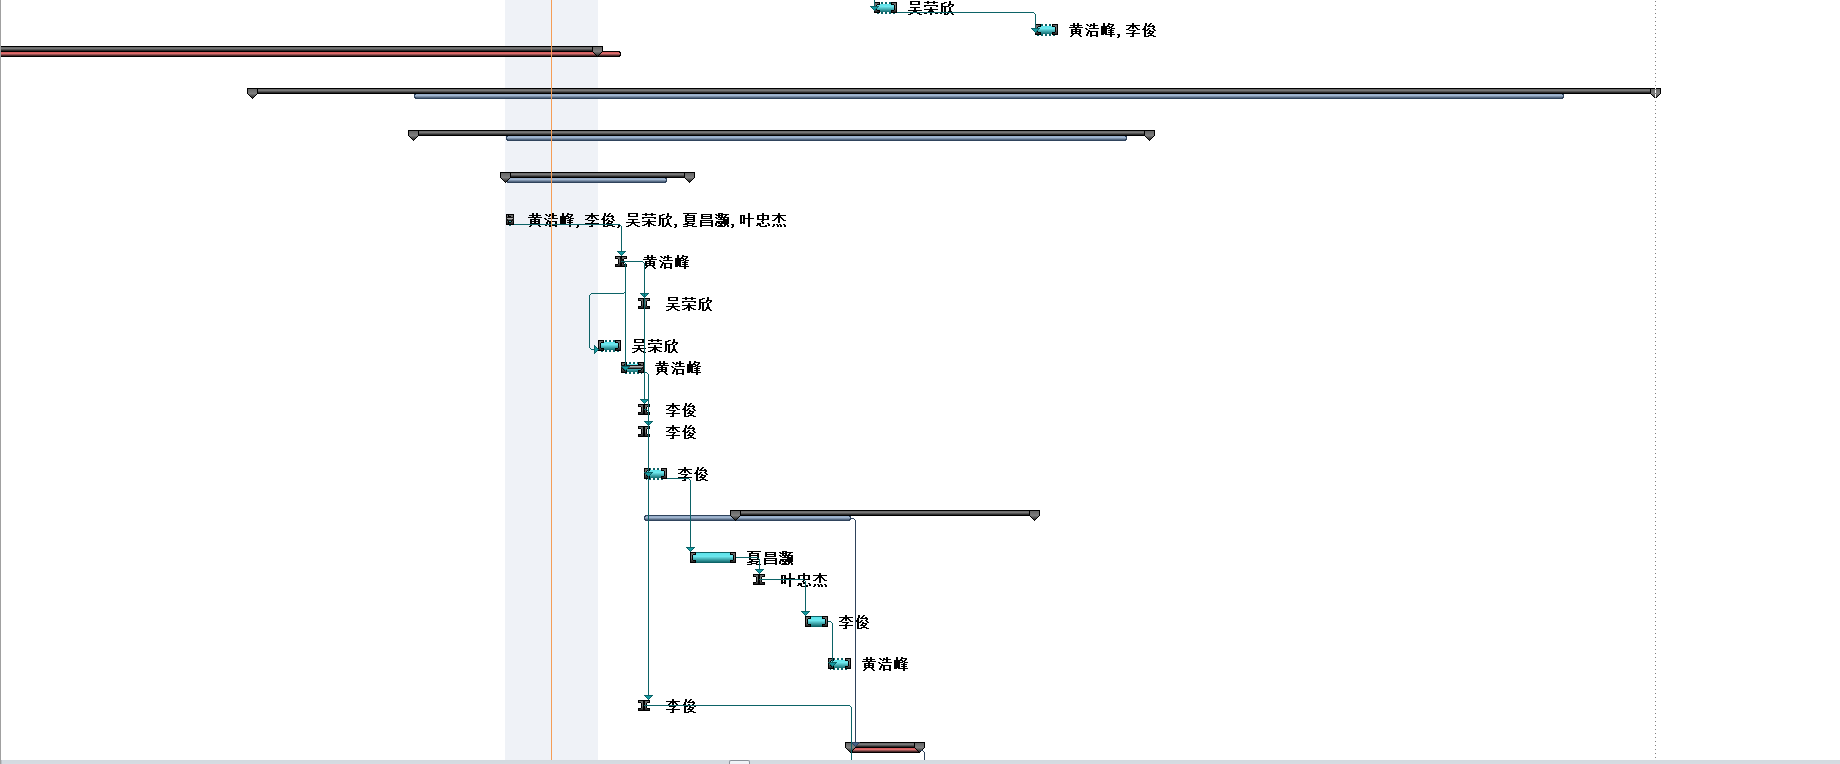 吴荣欣
黄浩峰, 李俊
黄浩峰, 李俊, 吴荣欣, 夏昌灏, 叶忠杰
黄浩峰
吴荣欣
吴荣欣
黄浩峰
李俊
李俊
李俊
夏昌灏
叶忠杰
李俊
黄浩峰
李俊